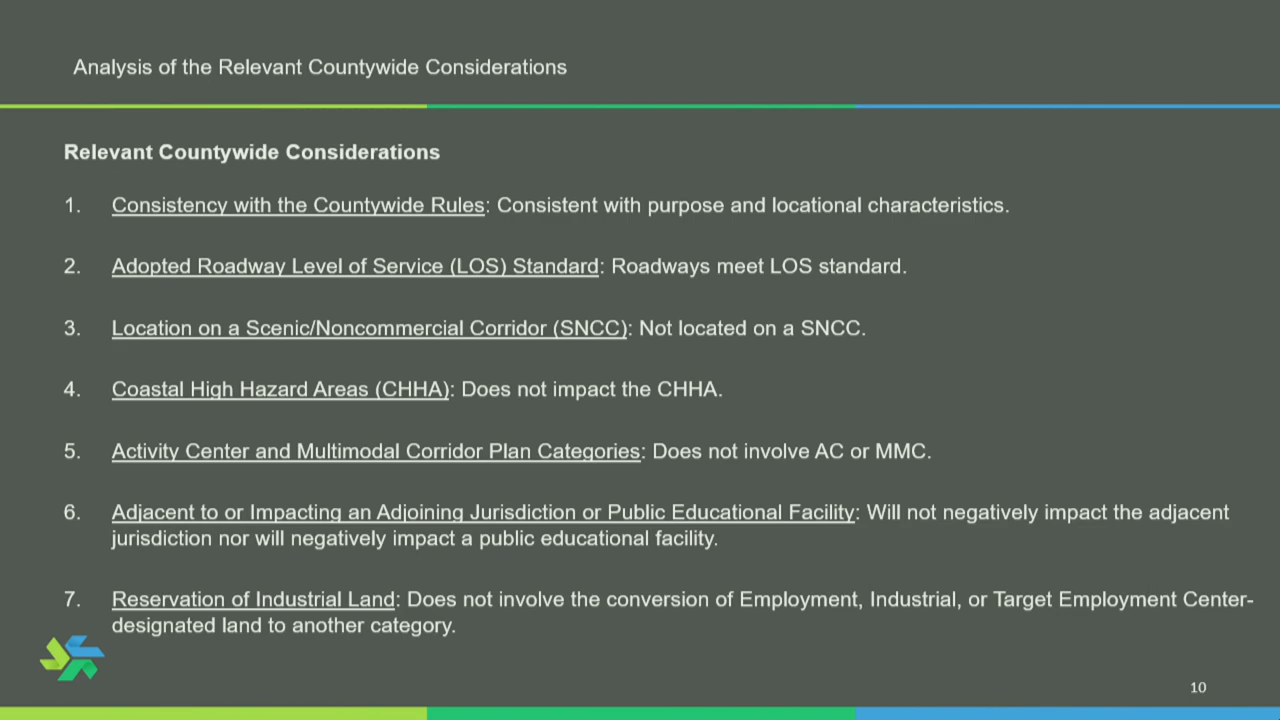 Analysis of the Relevant Countywide Considerations
Relevant Countywide Considerations
1. Consistency with the Countywide Rules: Consistent with purpose and locational characteristics.
2. Adopted Roadway Level of Service (LOS) Standard: Roadways meet LOS standard.
3. Location on a Scenic/Noncommercial Corridor (SNCC): Not located on a SNCC.
4. Coastal High Hazard Areas (CHHA): Does not impact the CHHA.
5. Activity Center and Multimodal Corridor Plan Categories: Does not involve AC or MMC.
6. Adjacent to or Impacting an Adjoining Jurisdiction or Public Educational Facility: Will not negatively impact the adjacent
jurisdiction nor will negatively impact a public educational facility.
7. Reservation of Industrial Land: Does not involve the conversion of Employment, Industrial, or Target Employment Center-
designated land to another category.
10